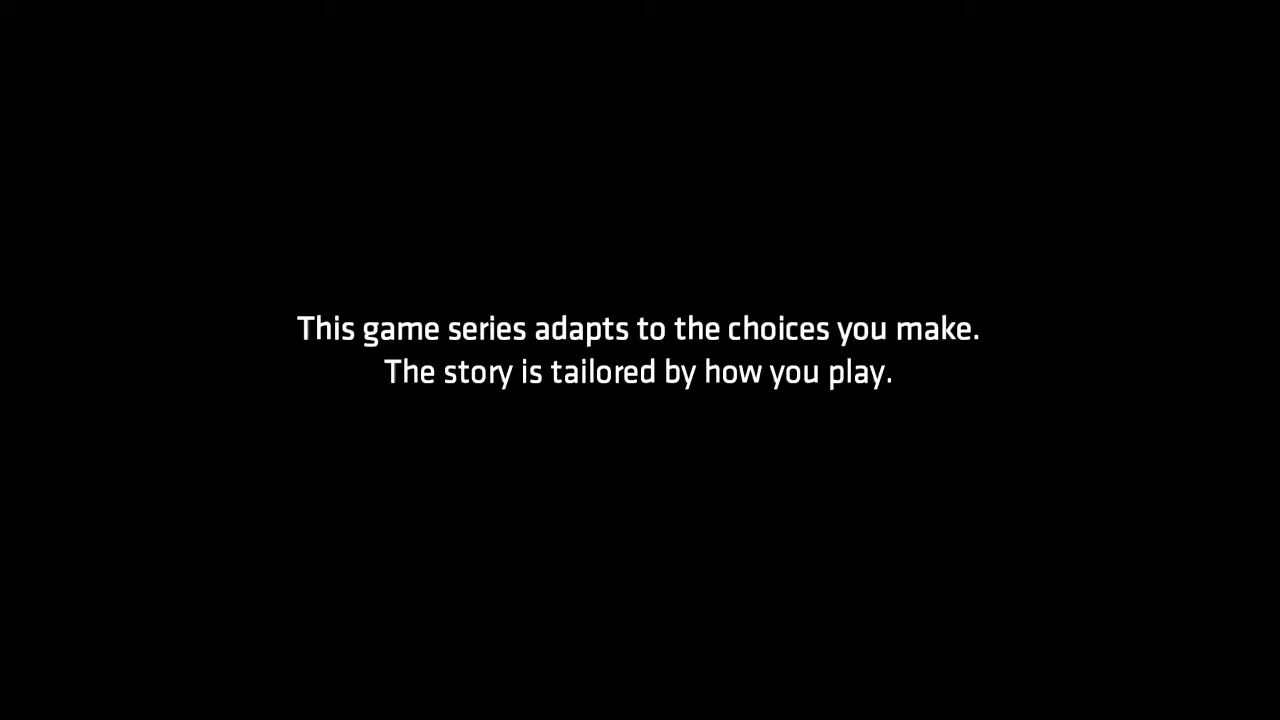 This game series adapts to the choices you make.
The story is tailored by how you play.